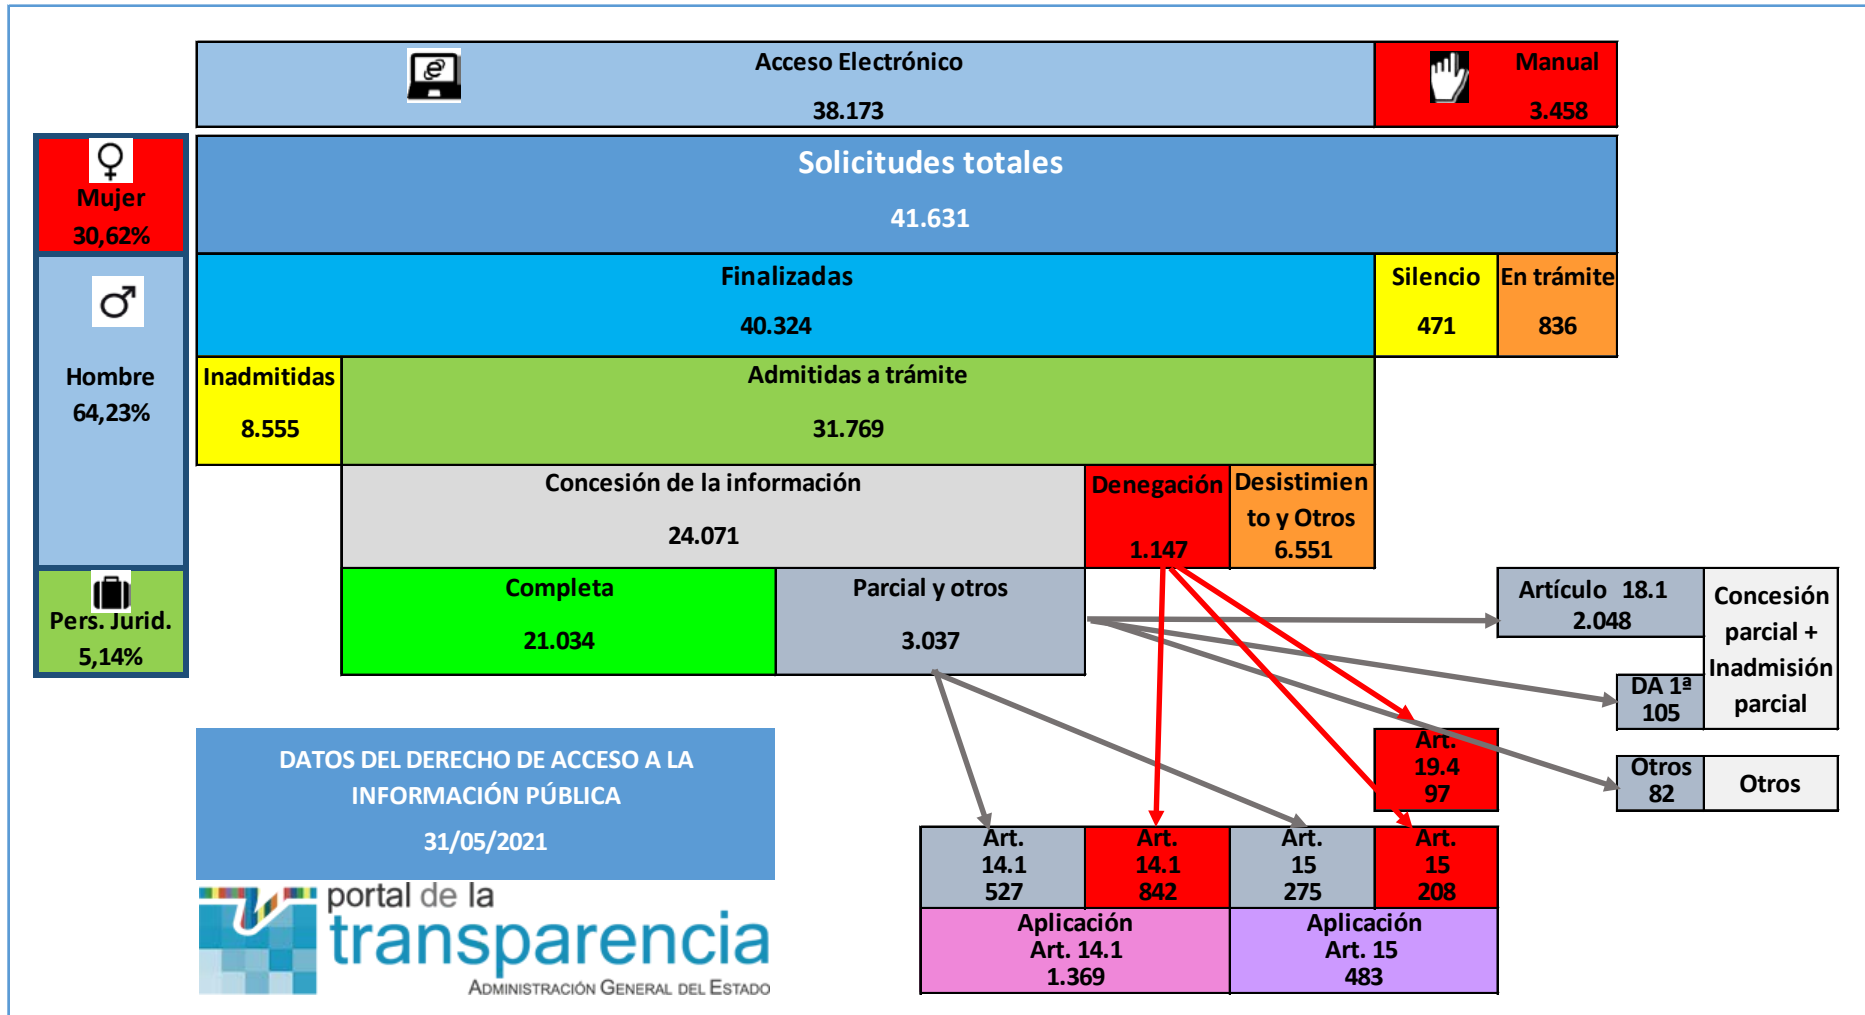 Acceso Electrónico
38.173
Manual
3.458
Mujer
30,62%
Solicitudes totales
41.631
Hombre
64,23%
Finalizadas
40.324
Silencio
471
En trámite
836
Inadmitidas
8.555
Admitidas a trámite
31.769
Concesión de la información
24.071
Denegación
1.147
Desistimien
to y Otros
6.551
Pers. Jurid.
5,14%
Completa
21.034
Parcial y otros
3.037
Artículo 18.1
2.048
Concesión
parcial +
Inadmisión
parcial
DA 1ª
105
Art.
19.4
97
Otros
82
Otros
DATOS DEL DERECHO DE ACCESO A LA
INFORMACIÓN PÚBLICA
31/05/2021
Art.
14.1
527
Art.
14.1
842
Art.
15
275
Art.
15
208
Aplicación
Art. 14.1
1.369
Aplicación
Art. 15
483
portal de la
transparencia
ADMINISTRACIÓN GENERAL DEL ESTADO